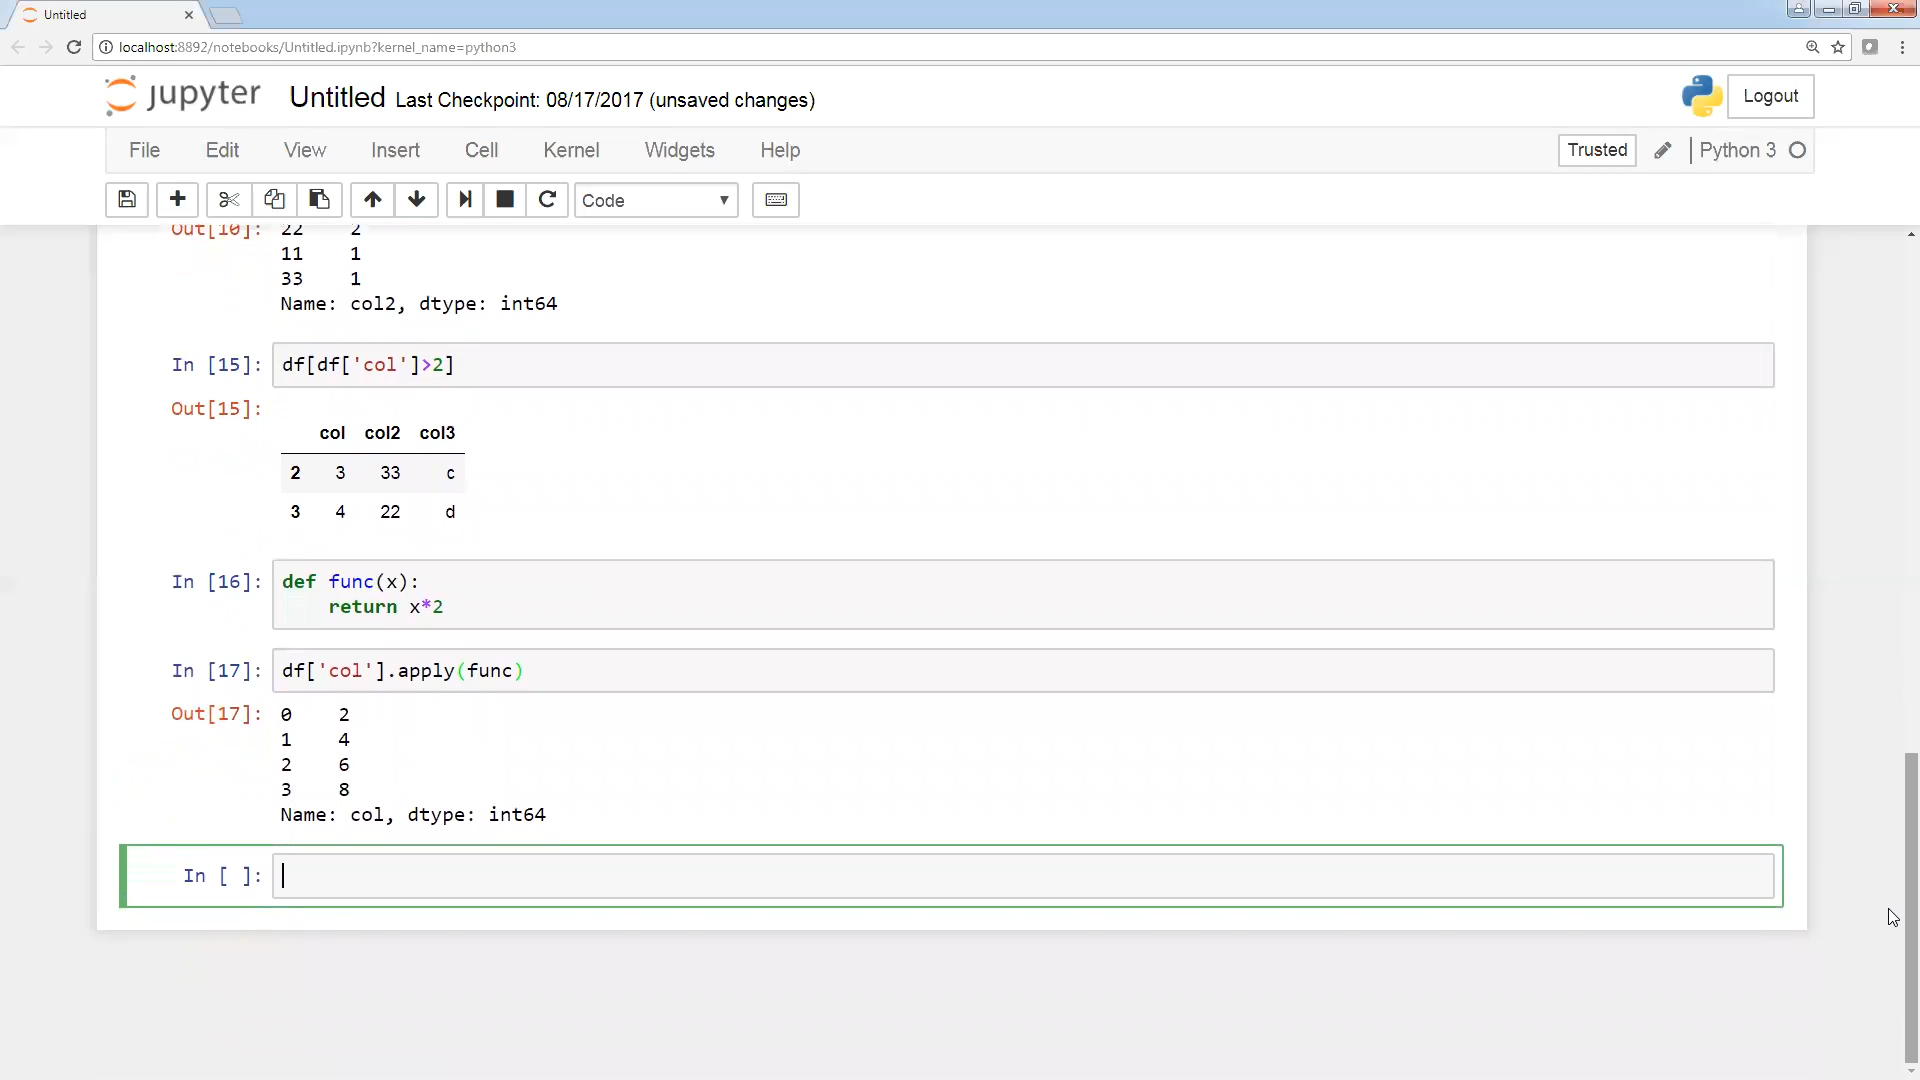 Untitled
localhost:8892/notebooks/Untitled.ipynb?kernel_name=python3
jupyter Untitled Last Checkpoint: 08/17/2017 (unsaved changes) Logout
File Edit View Insert Cell Kernel Widgets Help Trusted Python 3
Code
Out[10]: 22 2
11 1
33 1
Name: col2, dtype: int64
In [15]: df[df['col']>2]
Out[15]:
col col2 col3
2 3 33 c
3 4 22 d
In [16]: def func(x):
return x*2
In [17]: df['col'].apply(func)
Out[17]: 0 2
1 4
2 6
3 8
Name: col, dtype: int64
In [ ]: